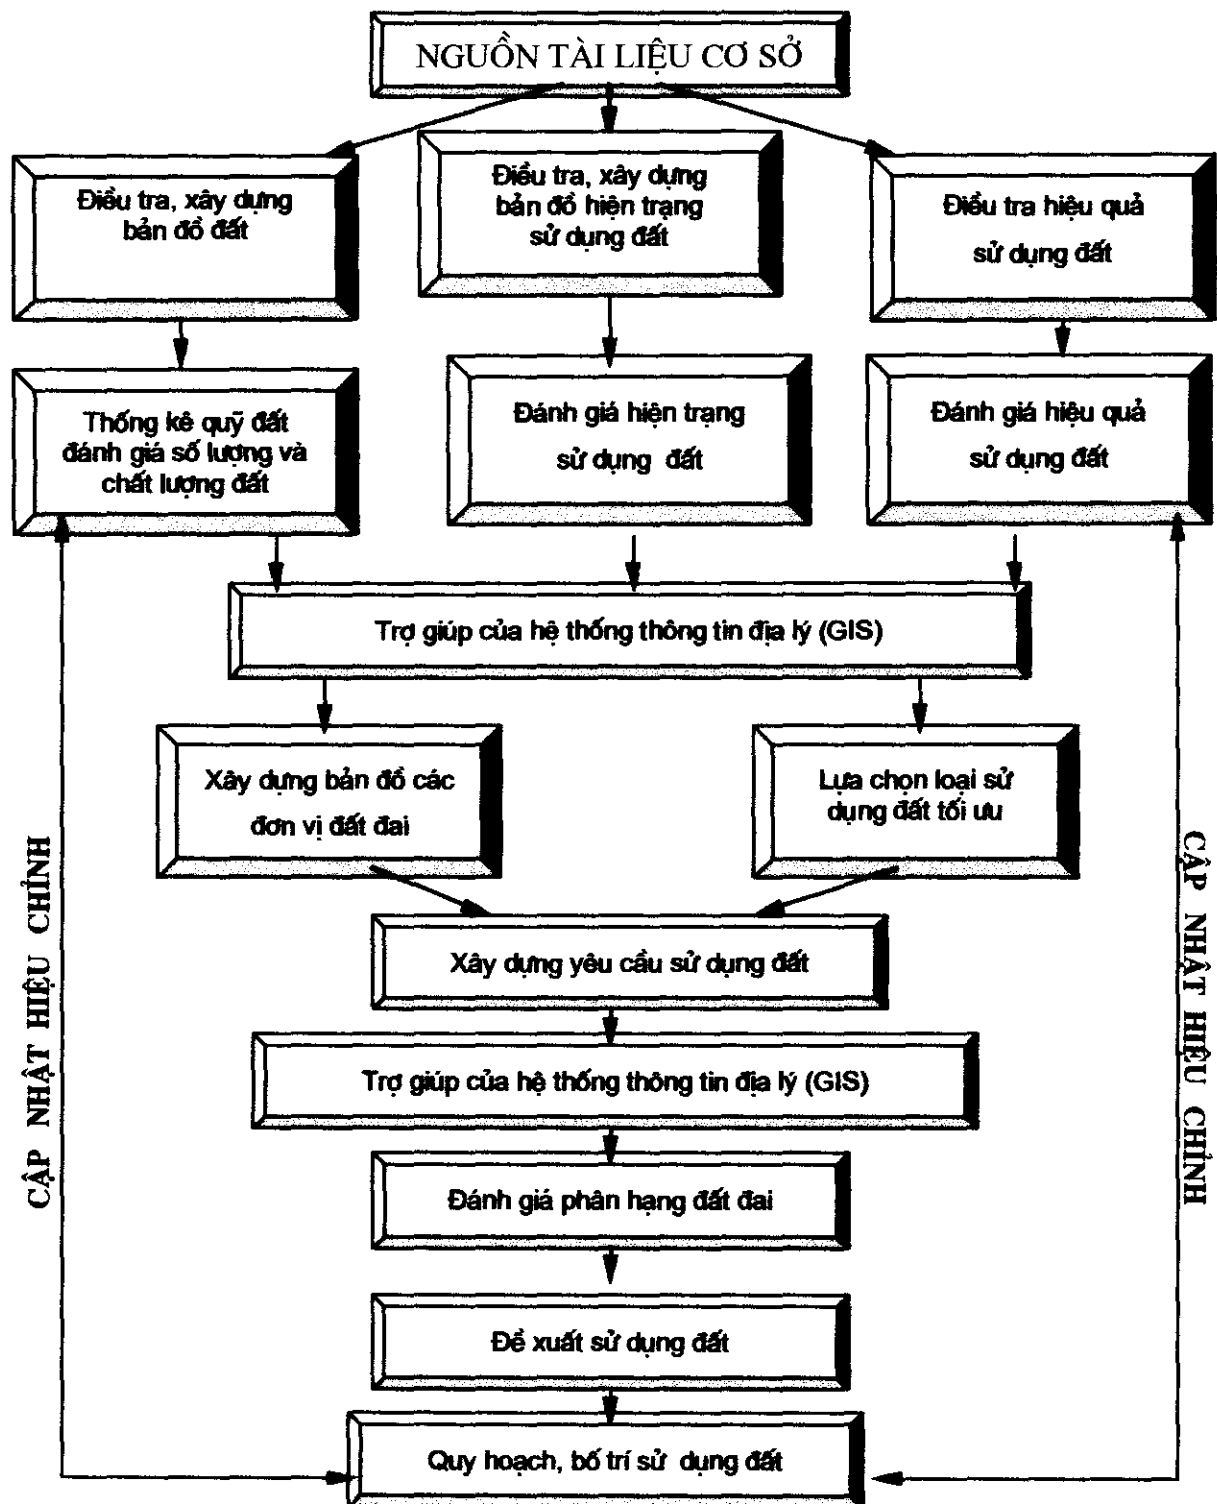 NGUỒN TÀI LIỆU CƠ SỞ
Điều tra, xây dựng
bản đồ đất
Điều tra, xây dựng
bản đồ hiện trạng
sử dụng đất
Điều tra hiệu quả
sử dụng đất
Thống kê quỹ đất
đánh giá số lượng và
chất lượng đất
Đánh giá hiện trạng
sử dụng đất
Đánh giá hiệu quả
sử dụng đất
Trợ giúp của hệ thống thông tin địa lý (GIS)
Xây dựng bản đồ các
đơn vị đất đai
Lựa chọn loại sử
dụng đất tối ưu
Xây dựng yêu cầu sử dụng đất
Trợ giúp của hệ thống thông tin địa lý (GIS)
Đánh giá phân hạng đất đai
Đề xuất sử dụng đất
Quy hoạch, bố trí sử dụng đất
CẬP NHẬT HIỆU CHỈNH
CẬP NHẬT HIỆU CHỈNH